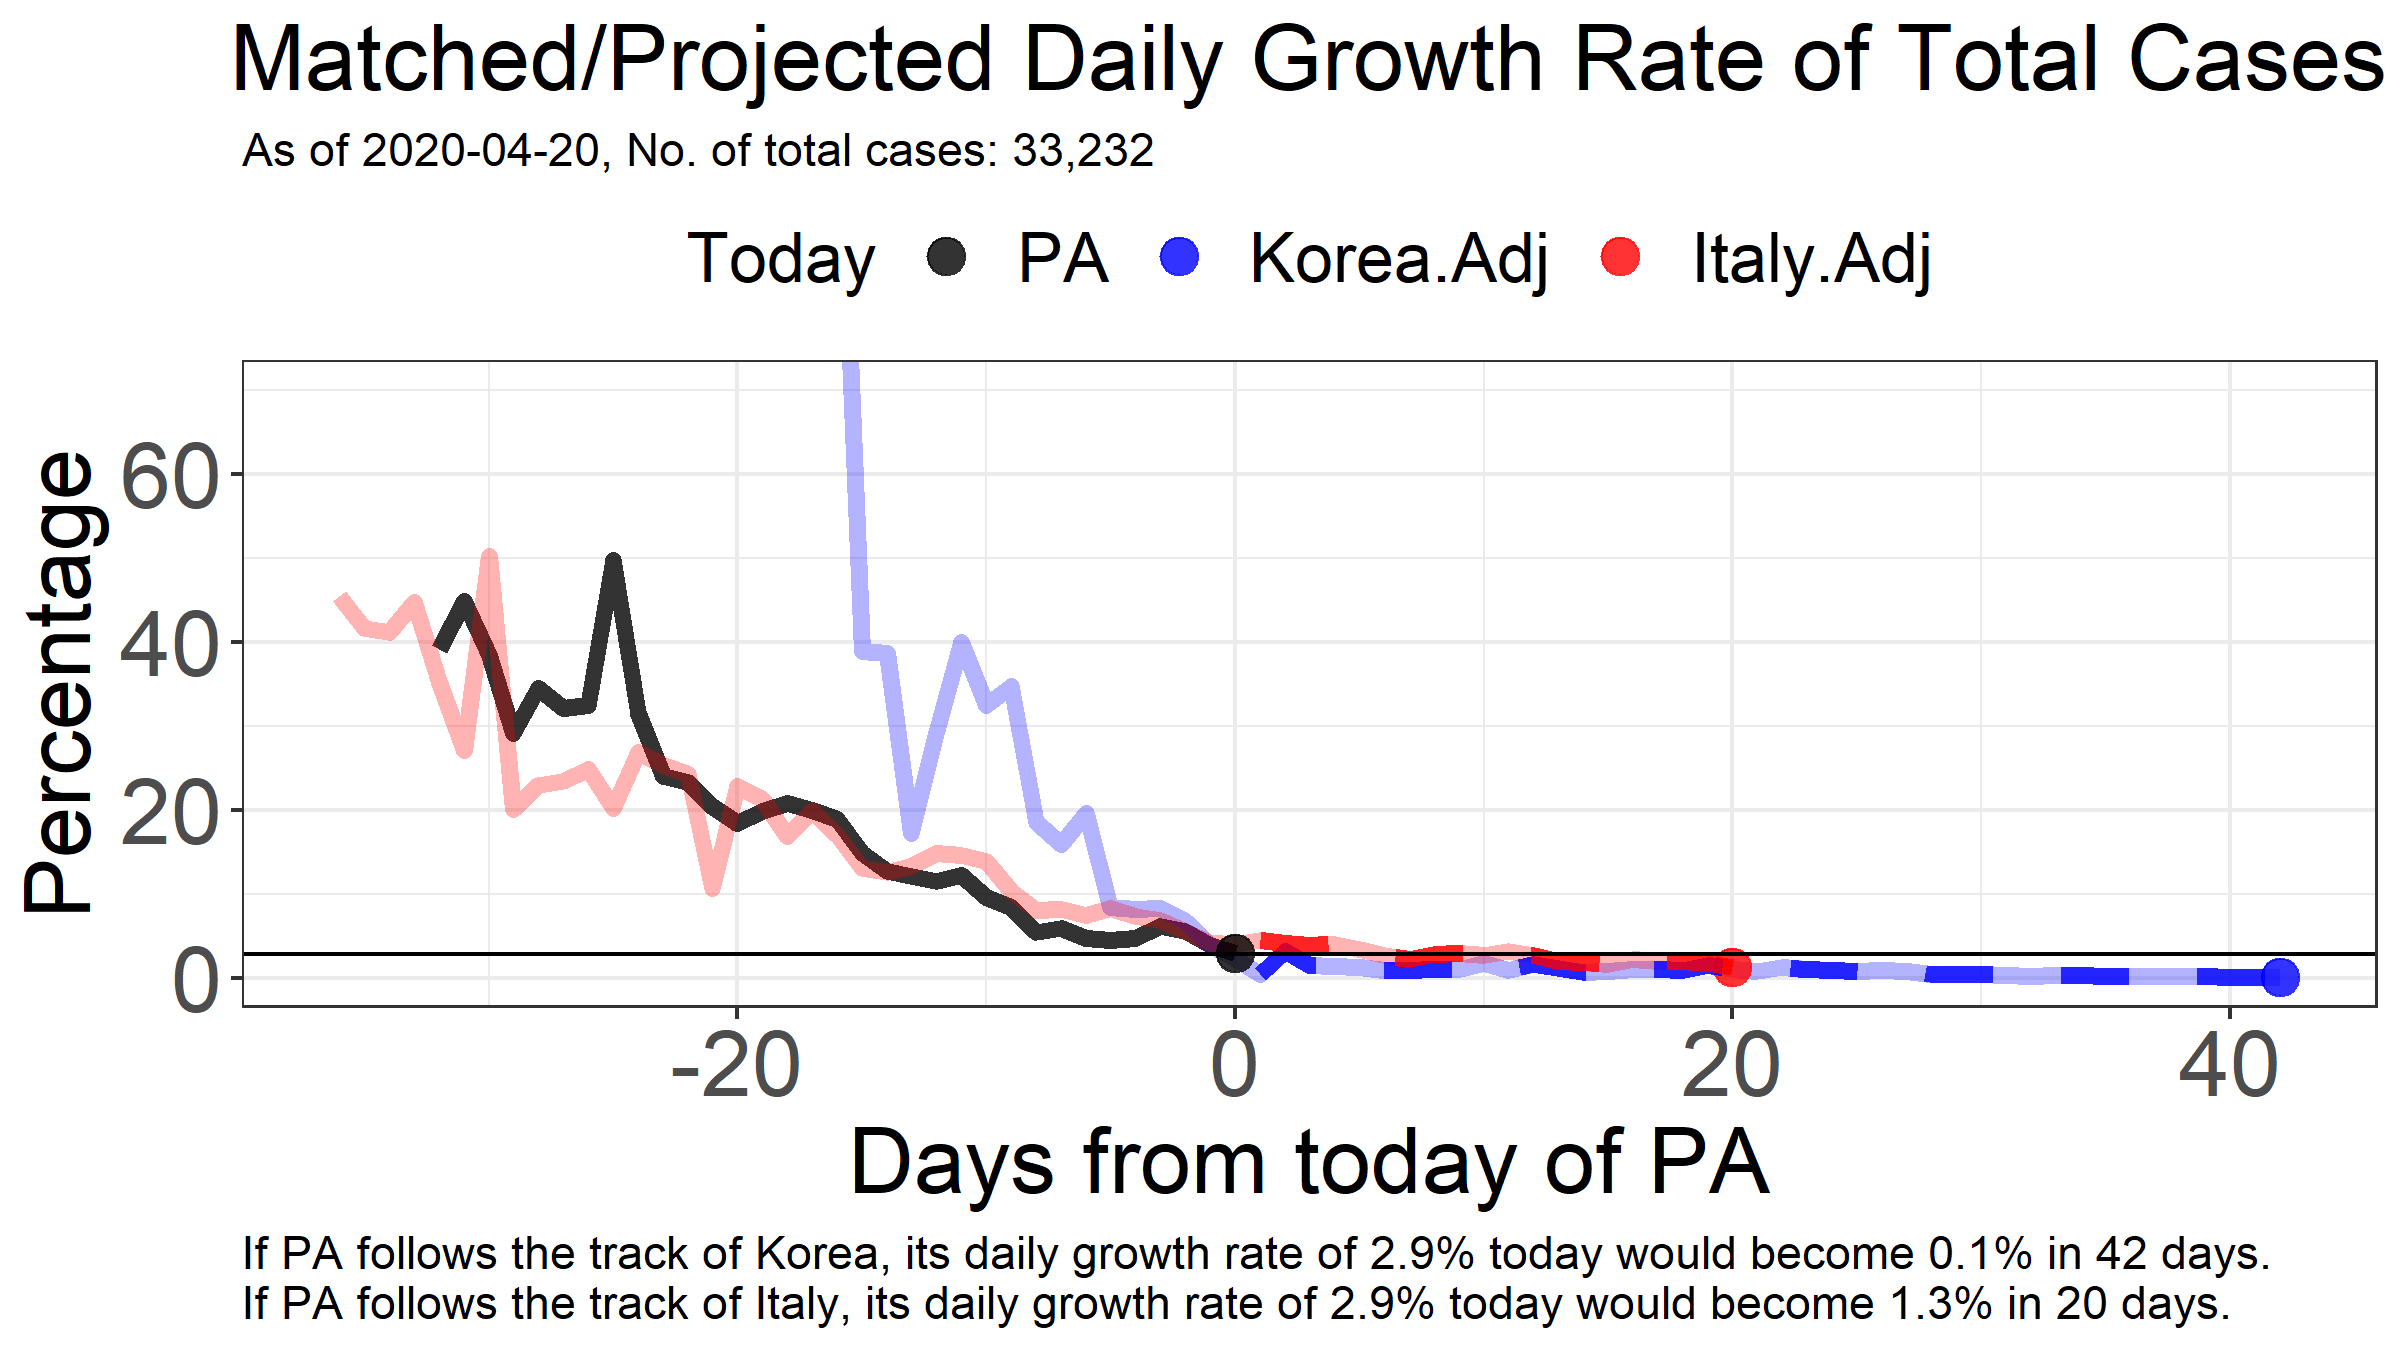 Matched/Projected Daily Growth Rate of Total Cases
As of 2020-04-20, No. of total cases: 33,232
Today PA Korea.Adj Italy.Adj
Percentage
60
40
20
0
-20 0 20 40
Days from today of PA
If PA follows the track of Korea, its daily growth rate of 2.9% today would become 0.1% in 42 days.
If PA follows the track of Italy, its daily growth rate of 2.9% today would become 1.3% in 20 days.